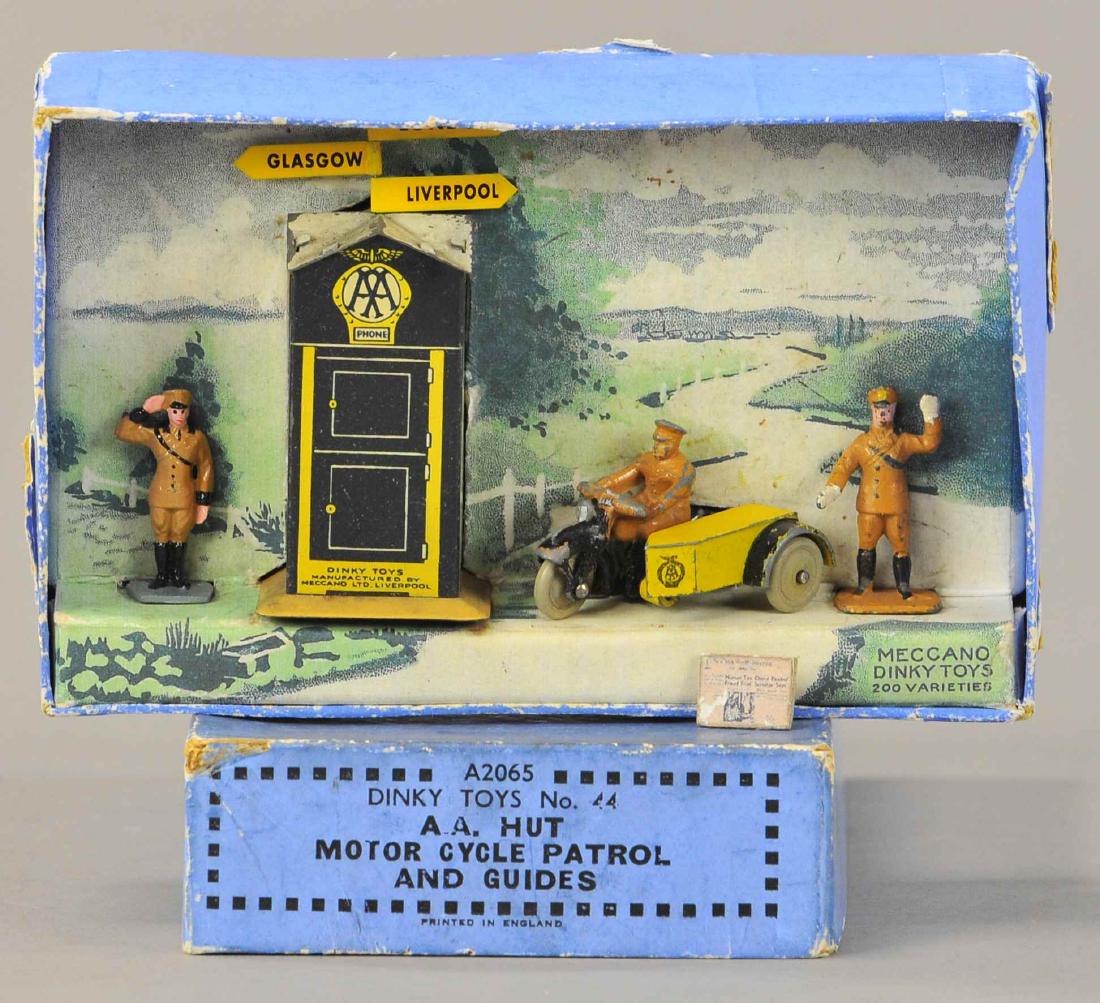 GLASGOW
LIVERPOOL
AA
PHONE
DINKY TOYS
MANUFACTURED BY
MECCANO LTD. LIVERPOOL
AA
MECCANO
DINKY TOYS
200 VARIETIES
A2065
DINKY TOYS No. 44
A.A. HUT
MOTOR CYCLE PATROL
AND GUIDES
PRINTED IN ENGLAND